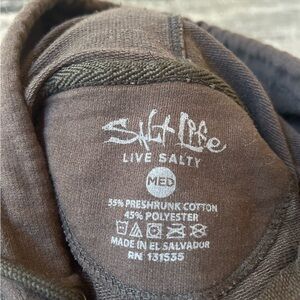 Salt Life
LIVE SALTY
MED
55% PRESHRUNK COTTON
45% POLYESTER
MADE IN EL SALVADOR
RN 131535